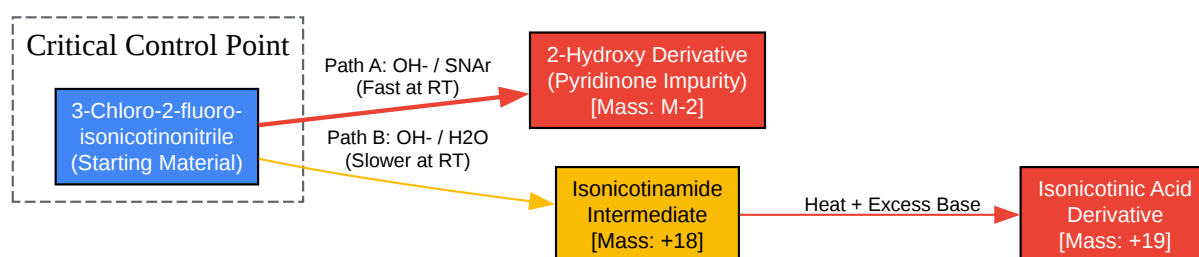 Critical Control Point
3-Chloro-2-fluoro-
isonicotinonitrile
(Starting Material)
Path A: OH- / SNAr
(Fast at RT)
2-Hydroxy Derivative
(Pyridinone Impurity)
[Mass: M-2]
Path B: OH- / H2O
(Slower at RT)
Isonicotinamide
Intermediate
[Mass: +18]
Heat + Excess Base
Isonicotinic Acid
Derivative
[Mass: +19]